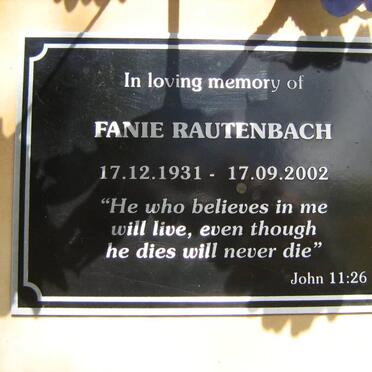 In loving memory of
FANIE RAUTENBACH
17.12.1931 - 17.09.2002
“He who believes in me
will live, even though
he dies will never die”
John 11:26